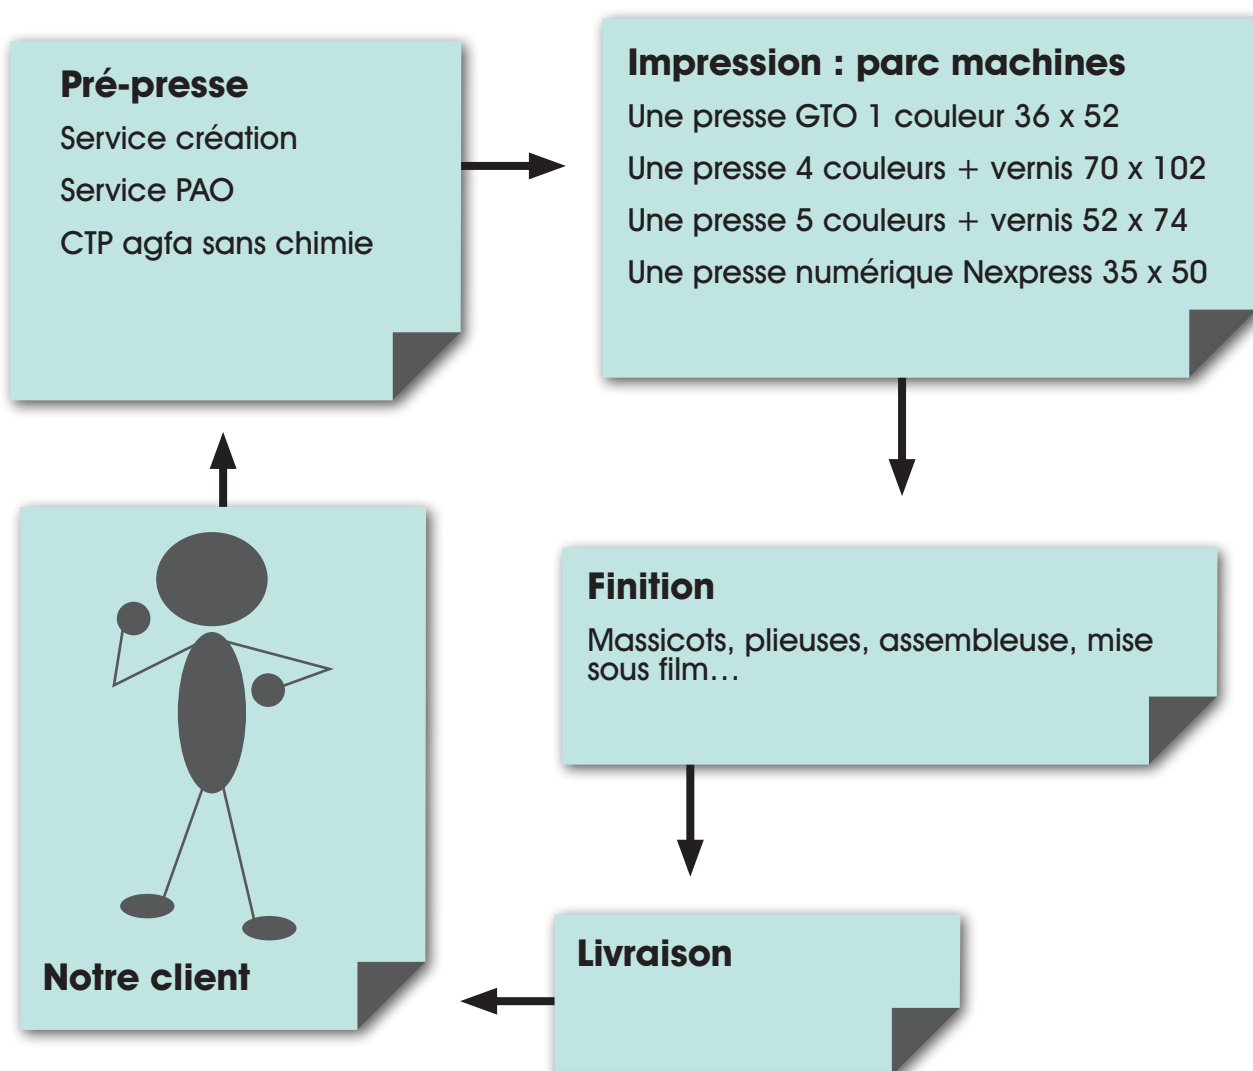 Pré-presse
Service création
Service PAO
CTP agfa sans chimie
Impression : parc machines
Une presse GTO 1 couleur 36 x 52
Une presse 4 couleurs + vernis 70 x 102
Une presse 5 couleurs + vernis 52 x 74
Une presse numérique Nexpress 35 x 50
Finition
Massicots, plieuses, assembleuse, mise
sous film…
Livraison
Notre client